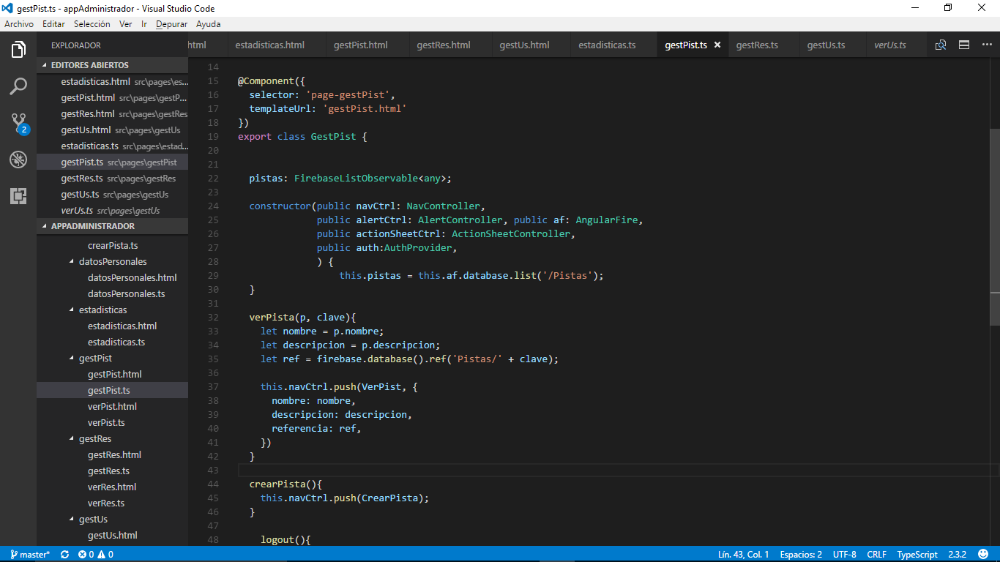 gestPist.ts - appAdministrador - Visual Studio Code
Archivo Editar Selección Ver Ir Depurar Ayuda
EXPLORADOR
html estadisticas.html gestPist.html gestRes.html gestUs.html estadisticas.ts gestPist.ts gestRes.ts gestUs.ts verUs.ts
EDITORES ABIERTOS
estadisticas.html src\pages\es...
gestPist.html src\pages\gestP...
gestRes.html src\pages\gestRes
gestUs.html src\pages\gestUs
estadisticas.ts src\pages\estad...
gestPist.ts src\pages\gestPist
gestRes.ts src\pages\gestRes
gestUs.ts src\pages\gestUs
verUs.ts src\pages\gestUs
2
APPADMINISTRADOR
crearPista.ts
datosPersonales
datosPersonales.html
datosPersonales.ts
estadisticas
estadisticas.html
estadisticas.ts
gestPist
gestPist.html
gestPist.ts
verPist.html
verPist.ts
gestRes
gestRes.html
gestRes.ts
verRes.html
verRes.ts
gestUs
gestUs.html
14
15 @Component({
16 selector: 'page-gestPist',
17 templateUrl: 'gestPist.html'
18 })
19 export class GestPist {
20
21
22 pistas: FirebaseListObservable<any>;
23
24 constructor(public navCtrl: NavController,
25 public alertCtrl: AlertController, public af: AngularFire,
26 public actionSheetCtrl: ActionSheetController,
27 public auth:AuthProvider,
28 ) {
29 this.pistas = this.af.database.list('/Pistas');
30 }
31
32 verPista(p, clave){
33 let nombre = p.nombre;
34 let descripcion = p.descripcion;
35 let ref = firebase.database().ref('Pistas/' + clave);
36
37 this.navCtrl.push(VerPist, {
38 nombre: nombre,
39 descripcion: descripcion,
40 referencia: ref,
41 })
42 }
43
44 crearPista(){
45 this.navCtrl.push(CrearPista);
46 }
47
48 logout(){
master* 0 0 Lín. 43, Col. 1 Espacios: 2 UTF-8 CRLF TypeScript 2.3.2